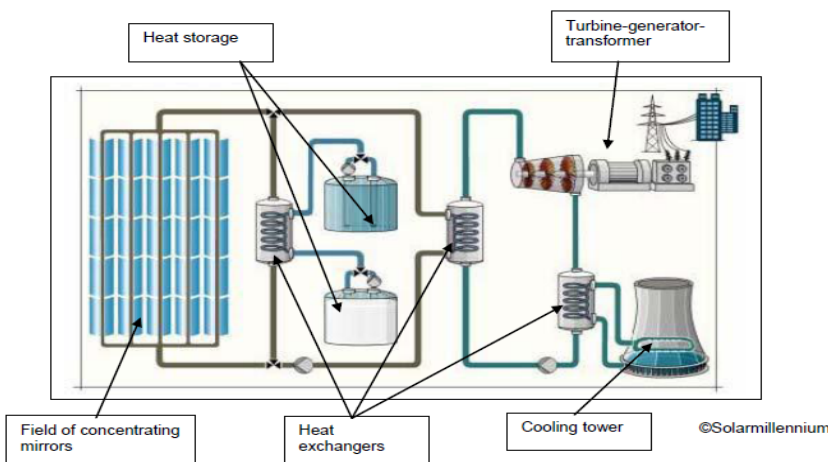 Heat storage
Turbine-generator-
transformer
Field of concentrating
mirrors
Heat
exchangers
Cooling tower
©Solarmillennium